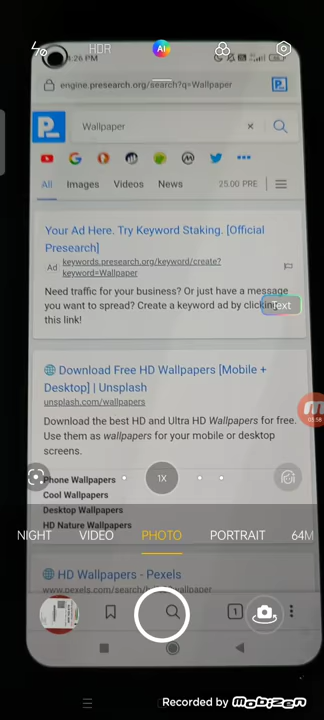 HDR
AI
:26 PM
engine.presearch.org/search?q=Wallpaper
P
P
Wallpaper
All Images Videos News 25.00 PRE
Your Ad Here. Try Keyword Staking. [Official
Presearch]
Ad keywords.presearch.org/keyword/create?
keyword=Wallpaper
Need traffic for your business? Or just have a message
you want to spread? Create a keyword ad by clicking
this link!
Text
Download Free HD Wallpapers [Mobile +
Desktop] | Unsplash
unsplash.com/wallpapers
03:58
Download the best HD and Ultra HD Wallpapers for free.
Use them as wallpapers for your mobile or desktop
screens.
Phone Wallpapers
1X
Cool Wallpapers
Desktop Wallpapers
HD Nature Wallpapers
NIGHT VIDEO PHOTO PORTRAIT 64M
HD Wallpapers - Pexels
www.pexels.com/search/
wallpaper
1
Recorded by Mobizen